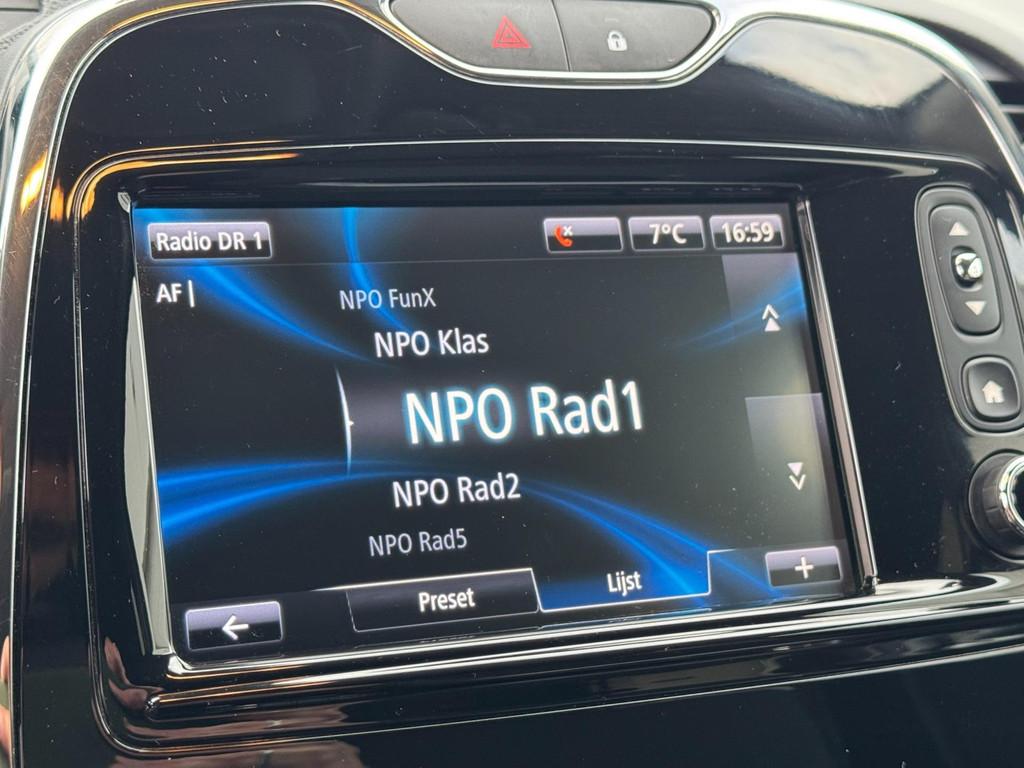 Radio DR 1
7°C
16:59
AF
NPO FunX
NPO Klas
NPO Rad1
NPO Rad2
NPO Rad5
Preset
Lijst
+